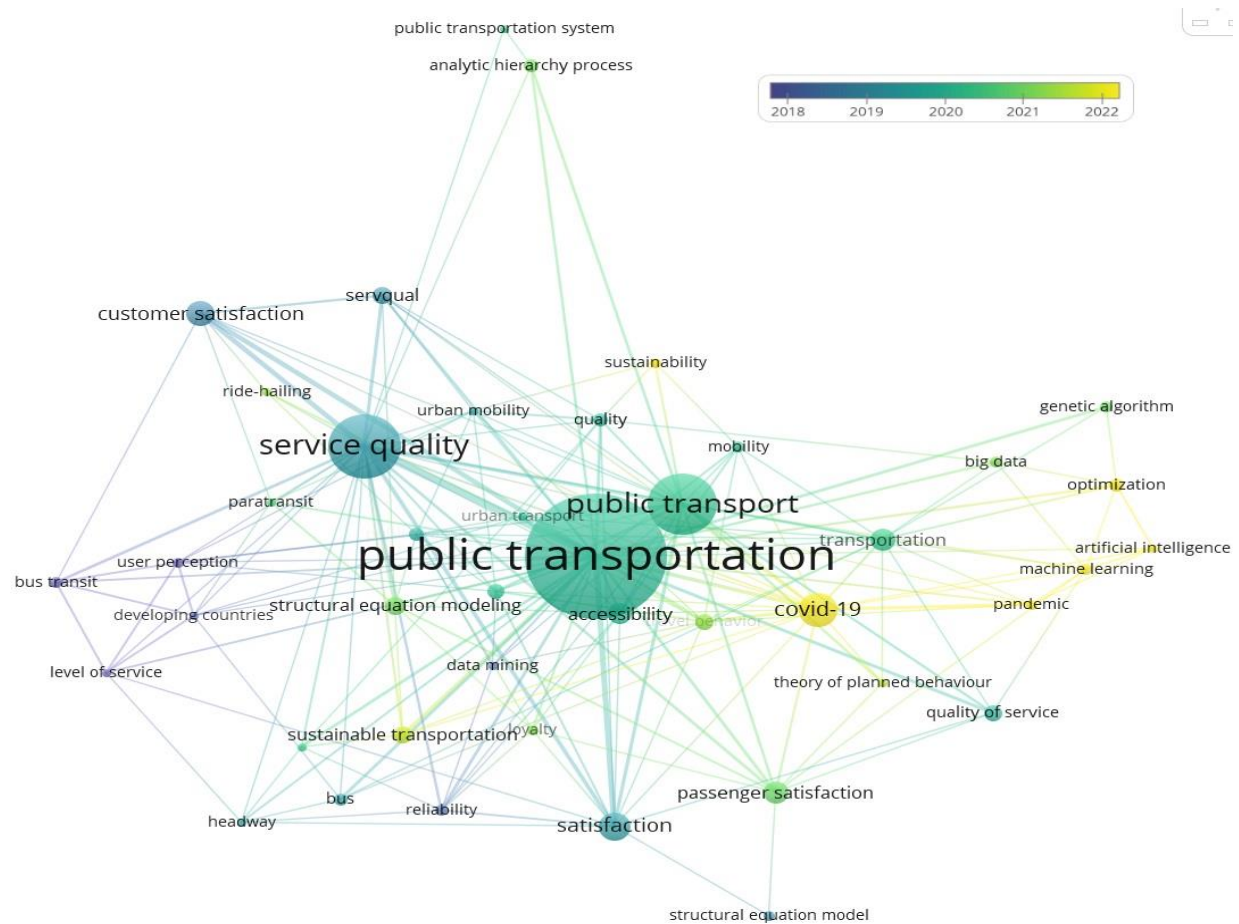 public transportation system
analytic hierarchy process
2018 2019 2020 2021 2022
servqual
customer satisfaction
sustainability
ride-hailing
urban mobility
quality
genetic algorithm
service quality
mobility
big data
optimization
paratransit
public transport
urban transport
transportation
artificial intelligence
public transportation
user perception
machine learning
bus transit
structural equation modeling
covid-19
pandemic
developing countries
accessibility
travel behavior
data mining
level of service
theory of planned behaviour
quality of service
sustainable transportation
loyalty
passenger satisfaction
bus
reliability
headway
satisfaction
structural equation model